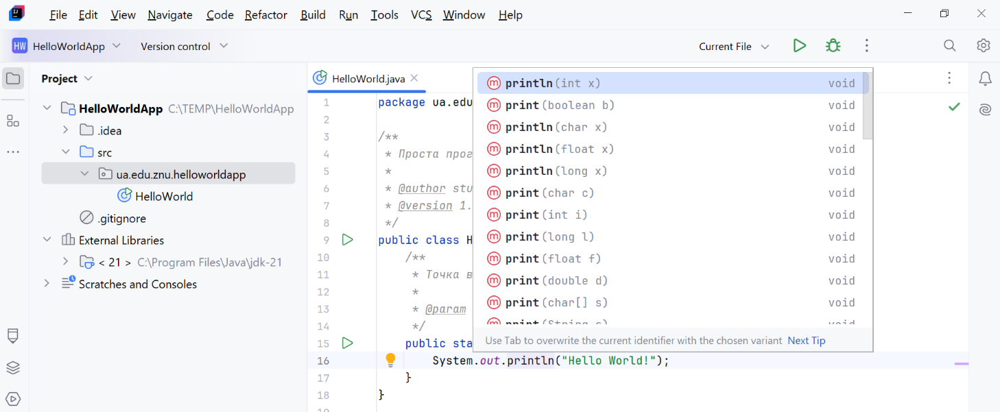 File Edit View Navigate Code Refactor Build Run Tools VCS Window Help
HW HelloWorldApp Version control Current File
Project
HelloWorldApp C:\TEMP\HelloWorldApp
.idea
src
ua.edu.znu.helloworldapp
HelloWorld
.gitignore
External Libraries
< 21 > C:\Program Files\Java\jdk-21
Scratches and Consoles
HelloWorld.java
1 package ua.edu
2
3 /**
4 * Проста прог
5 *
6 * @author stu
7 * @version 1.
8 */
9 public class H
10 /**
11 * Точка в
12 *
13 * @param
14 */
15 public sta
16 System.out.println("Hello World!");
17 }
18 }
println(int x) void
print(boolean b) void
println(char x) void
println(float x) void
println(long x) void
print(char c) void
print(int i) void
print(long l) void
print(float f) void
print(double d) void
print(char[] s) void
print(String s) void
Use Tab to overwrite the current identifier with the chosen variant Next Tip